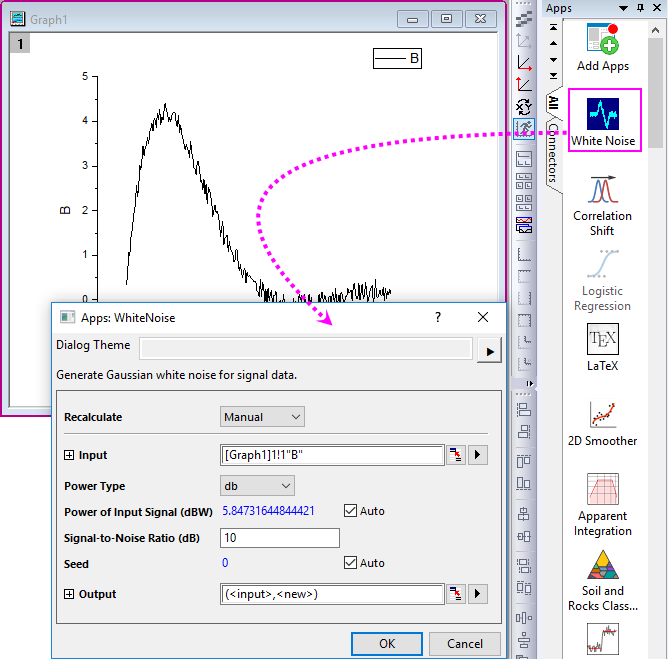 Graph1
1
B
5
4
3
2
1
0
B
Apps
All
Connectors
Add Apps
White Noise
Correlation
Shift
Logistic
Regression
TEX
LaTeX
2D Smoother
Apparent
Integration
Soil and
Rocks Class...
Apps: WhiteNoise
?
Dialog Theme
Generate Gaussian white noise for signal data.
Recalculate Manual
Input [Graph1]1!1"B"
Power Type db
Power of Input Signal (dBW) 5.84731644844421 Auto
Signal-to-Noise Ratio (dB) 10
Seed 0 Auto
Output (<input>,<new>)
OK Cancel